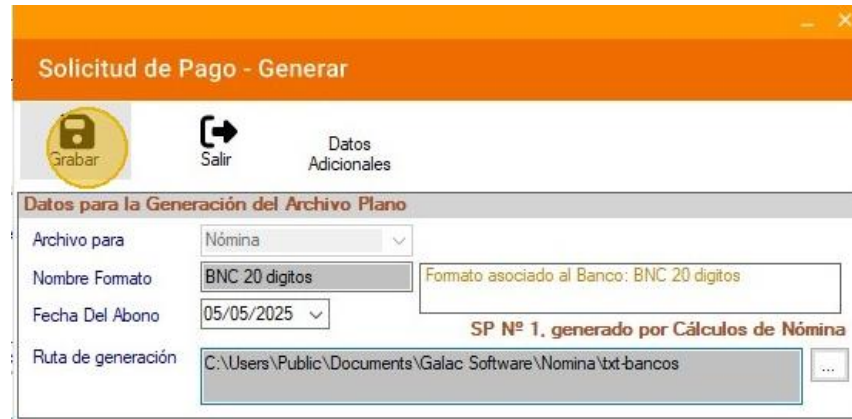 Solicitud de Pago - Generar
Grabar
Salir
Datos
Adicionales
Datos para la Generación del Archivo Plano
Archivo para
Nómina
Nombre Formato
BNC 20 digitos
Formato asociado al Banco: BNC 20 digitos
Fecha Del Abono
05/05/2025
SP Nº 1, generado por Cálculos de Nómina
Ruta de generación
C:\Users\Public\Documents\Galac Software\Nomina\txt-bancos
...